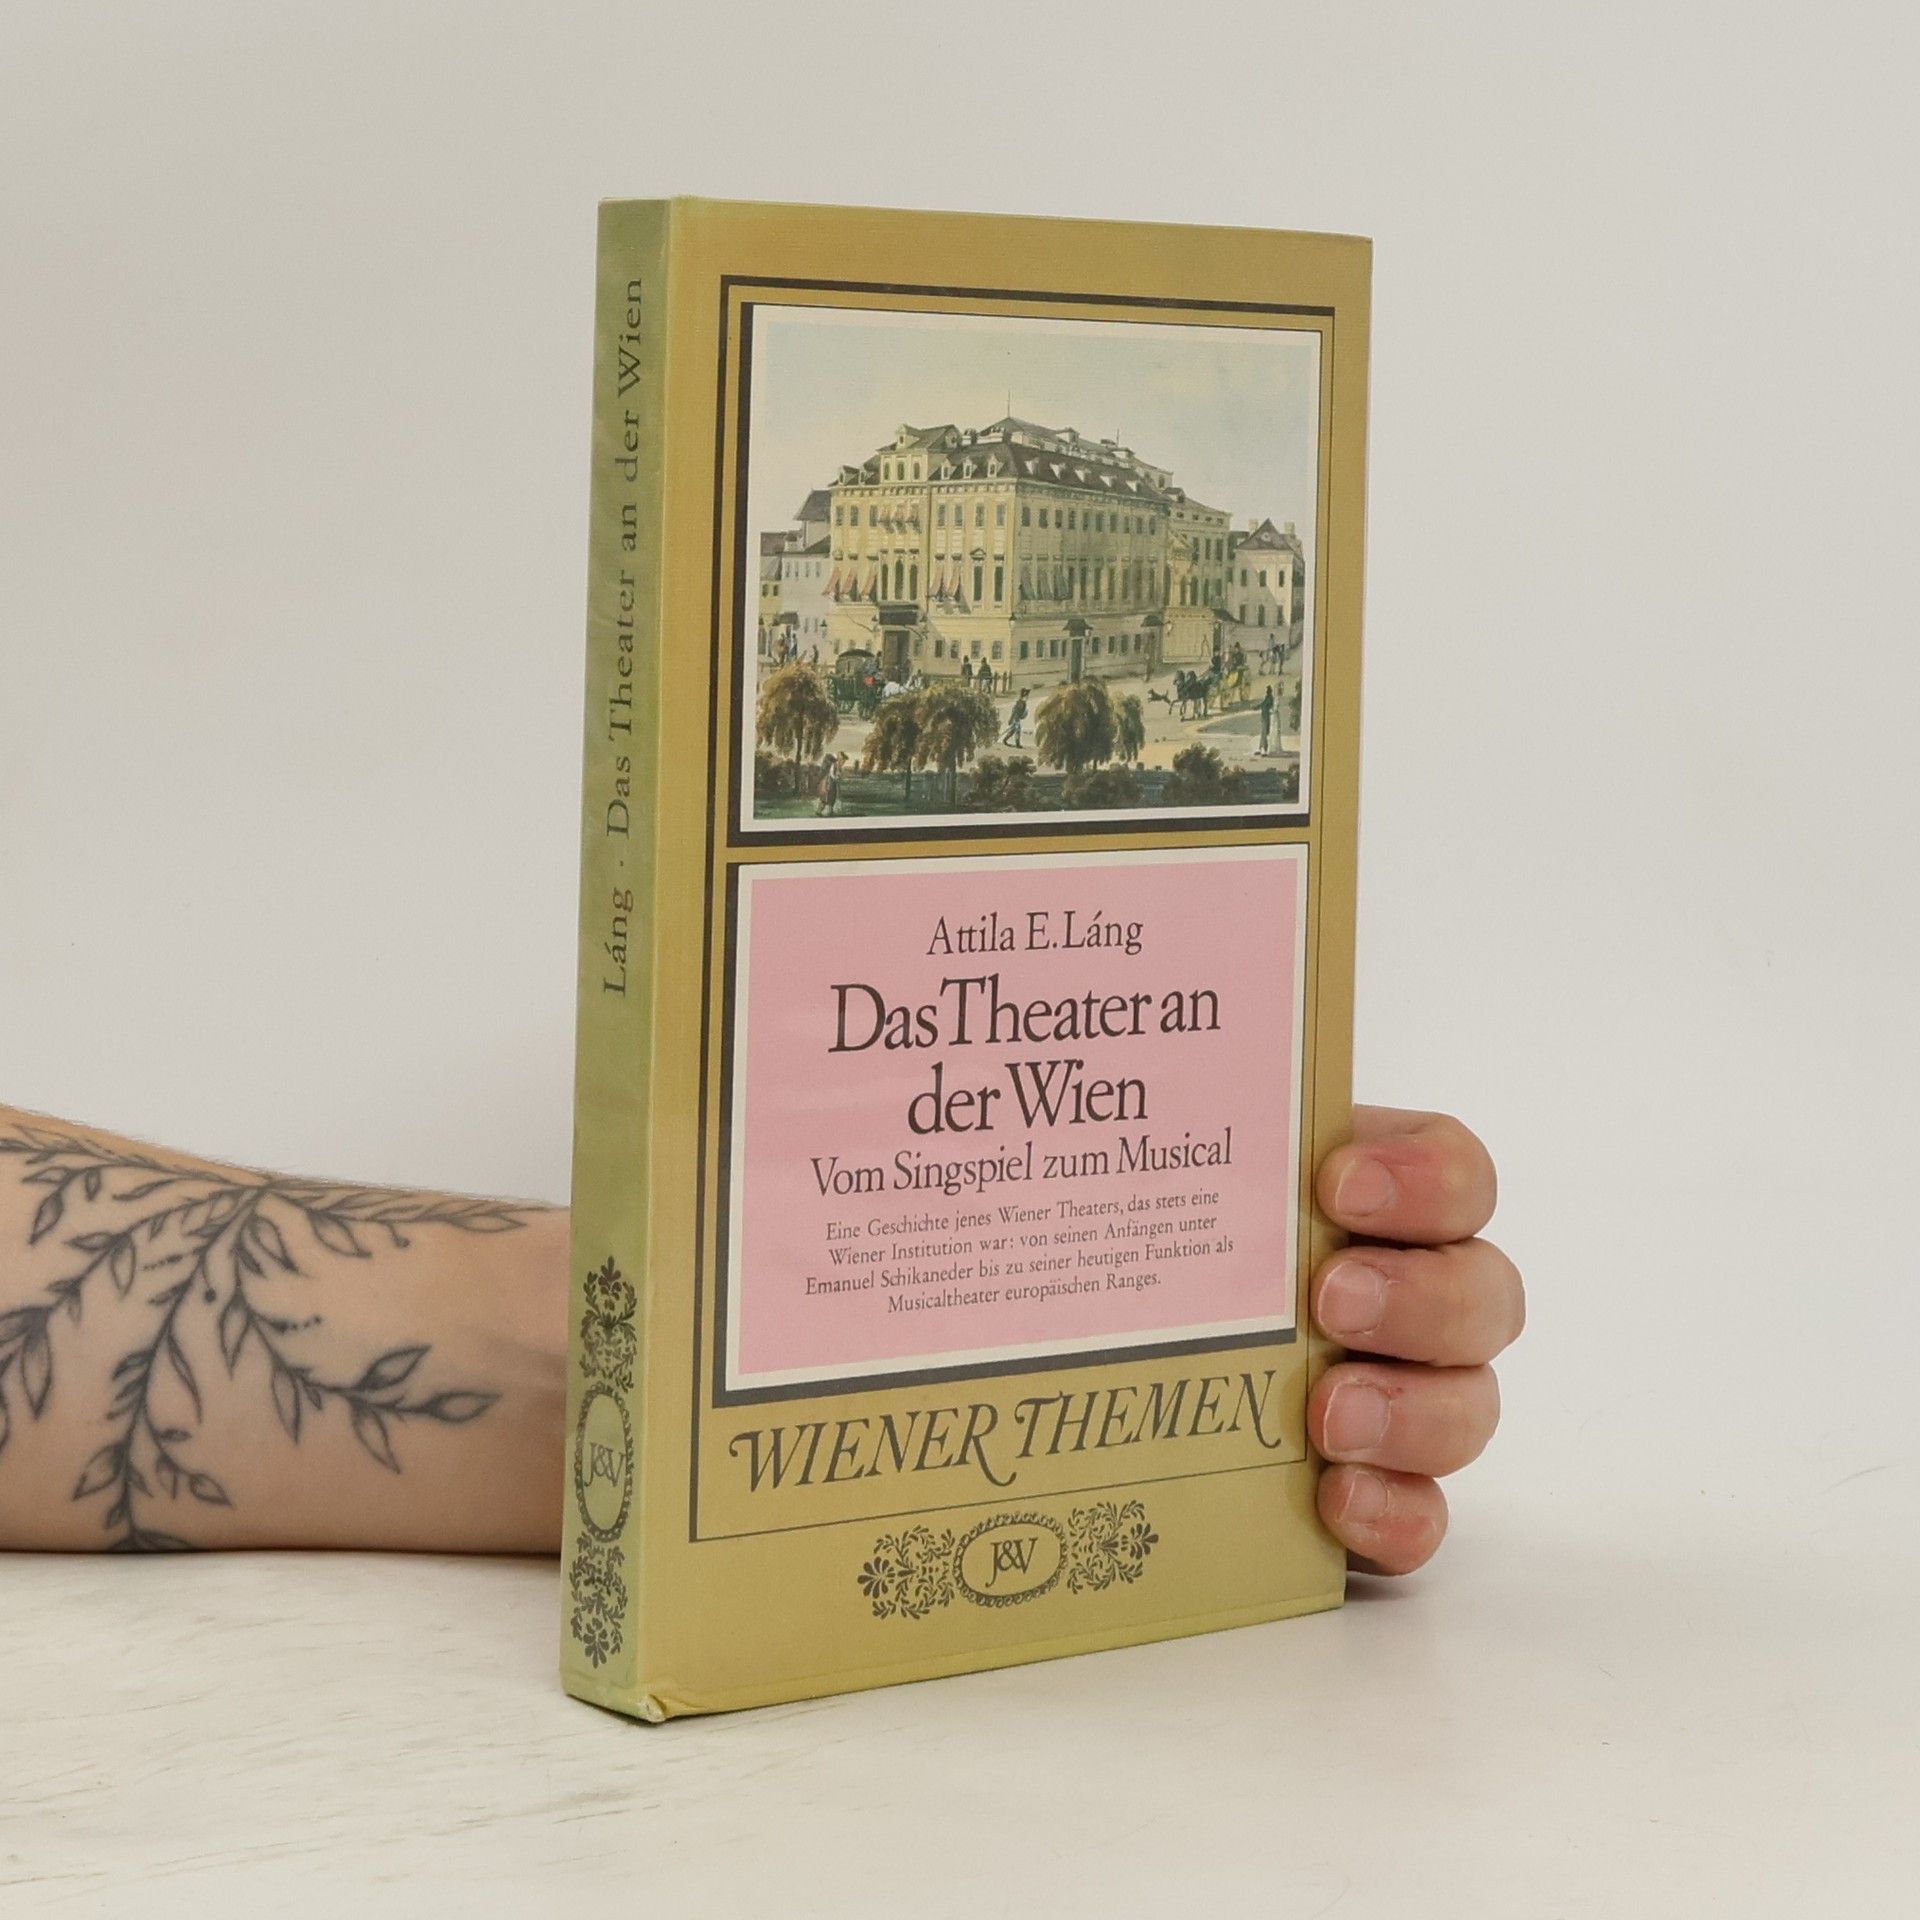 Láng · Das Theater an der Wien
J&V
Attila E. Láng
Das Theater an
der Wien
Vom Singspiel zum Musical
Eine Geschichte jenes Wiener Theaters, das stets eine
Wiener Institution war: von seinen Anfängen unter
Emanuel Schikaneder bis zu seiner heutigen Funktion als
Musicaltheater europäischen Ranges.
WIENER THEMEN
J&V